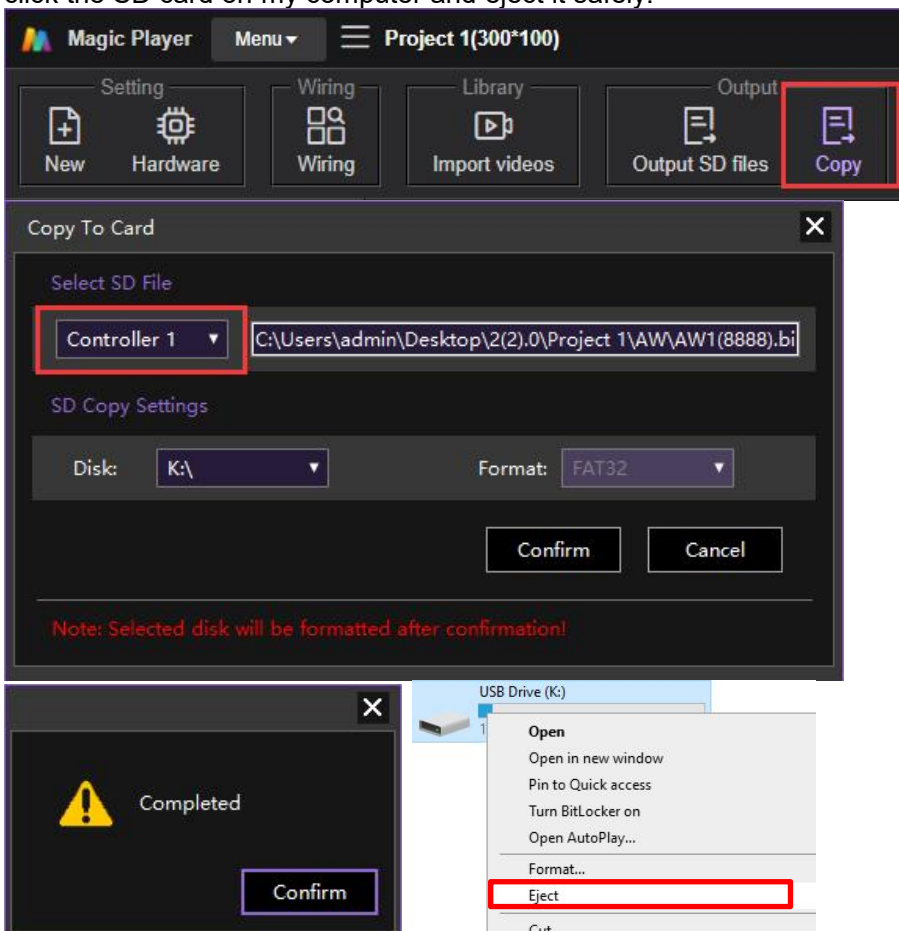 click the SD card on my computer and eject it safely.
Magic Player Menu Project 1(300*100)
Setting Wiring Library Output
New Hardware Wiring Import videos Output SD files Copy
Copy To Card
Select SD File
Controller 1 C:\Users\admin\Desktop\2(2).0\Project 1\AW\AW1(8888).bi
SD Copy Settings
Disk: K:\ Format: FAT32
Confirm Cancel
Note: Selected disk will be formatted after confirmation!
USB Drive (K:)
1
Open
Open in new window
Pin to Quick access
Turn BitLocker on
Open AutoPlay...
Format...
Eject
Cut
Completed
Confirm